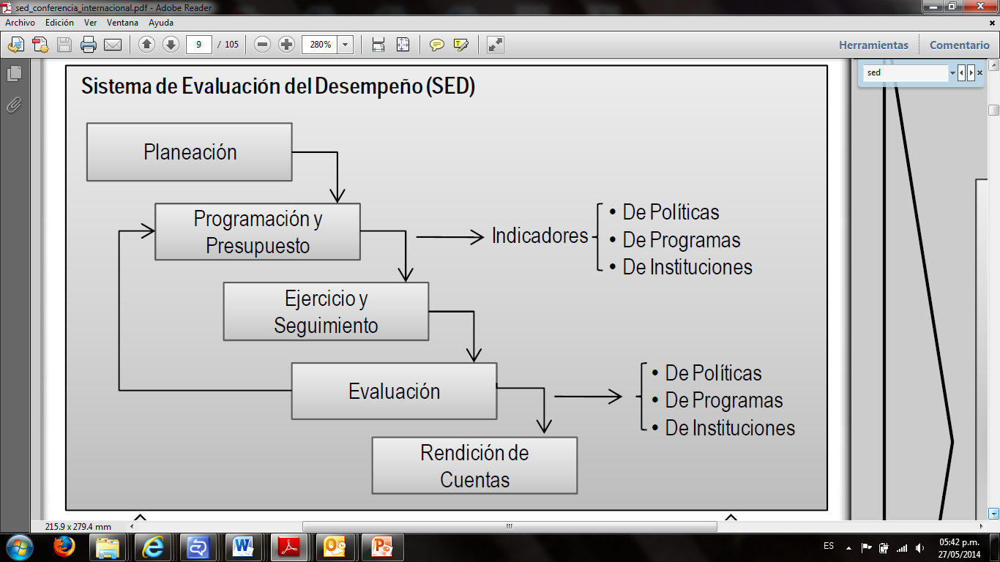 sed_conferencia_internacional.pdf - Adobe Reader
Archivo Edición Ver Ventana Ayuda
9 / 105 280% Herramientas Comentario
sed
Sistema de Evaluación del Desempeño (SED)
Planeación
Programación y
Presupuesto
Indicadores
• De Políticas
• De Programas
• De Instituciones
Ejercicio y
Seguimiento
Evaluación
• De Políticas
• De Programas
• De Instituciones
Rendición de
Cuentas
215.9 x 279.4 mm
ES
05:42 p.m.
27/05/2014